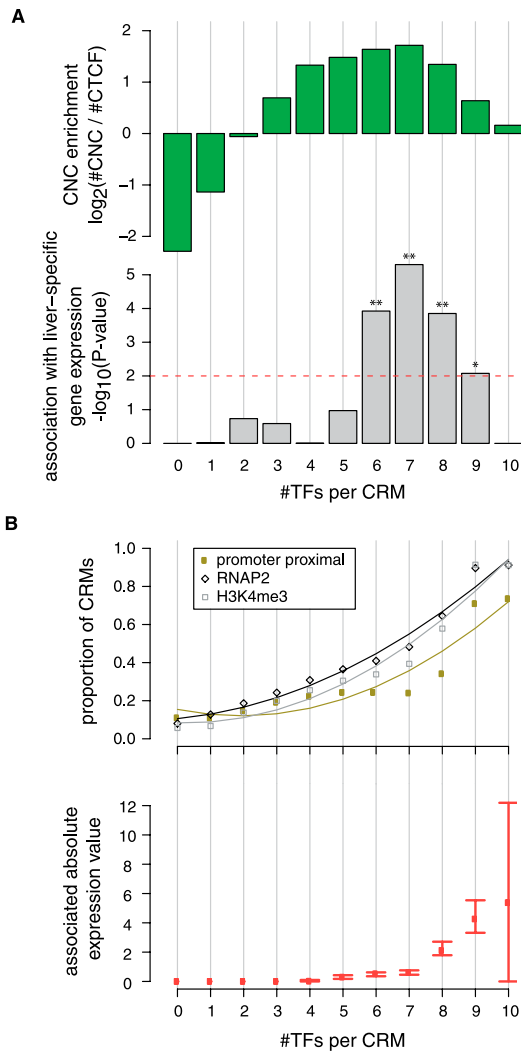 A
CNC enrichment
log2(#CNC / #CTCF)
2
1
0
−1
−2
association with liver−specific
gene expression
-log10(P-value)
5
4
3
2
1
0
**
**
**
*
0 1 2 3 4 5 6 7 8 9 10
#TFs per CRM
B
proportion of CRMs
1.0
0.8
0.6
0.4
0.2
0.0
promoter proximal
RNAP2
H3K4me3
associated absolute
expression value
12
10
8
6
4
2
0
0 1 2 3 4 5 6 7 8 9 10
#TFs per CRM